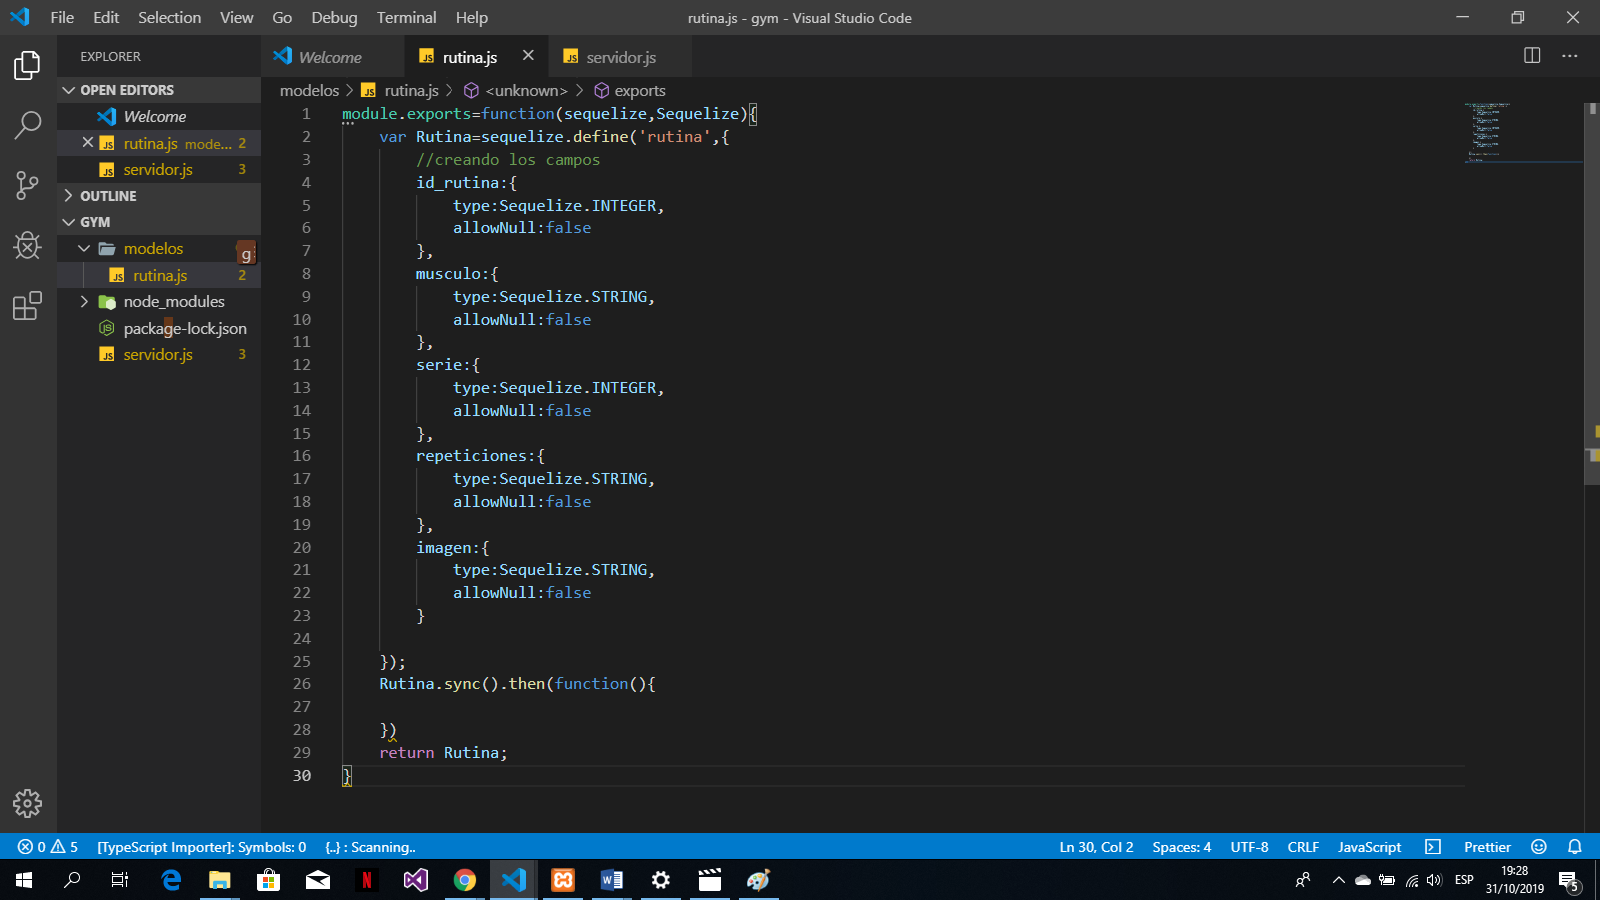 File Edit Selection View Go Debug Terminal Help
rutina.js - gym - Visual Studio Code
EXPLORER
OPEN EDITORS
Welcome
rutina.js mode... 2
servidor.js 3
OUTLINE
GYM
modelos
g
rutina.js 2
node_modules
package-lock.json
servidor.js 3
Welcome
rutina.js
servidor.js
modelos > rutina.js > <unknown> > exports
1 module.exports=function(sequelize,Sequelize){
2 var Rutina=sequelize.define('rutina',{
3 //creando los campos
4 id_rutina:{
5 type:Sequelize.INTEGER,
6 allowNull:false
7 },
8 musculo:{
9 type:Sequelize.STRING,
10 allowNull:false
11 },
12 serie:{
13 type:Sequelize.INTEGER,
14 allowNull:false
15 },
16 repeticiones:{
17 type:Sequelize.STRING,
18 allowNull:false
19 },
20 imagen:{
21 type:Sequelize.STRING,
22 allowNull:false
23 }
24
25 });
26 Rutina.sync().then(function(){
27
28 })
29 return Rutina;
30 }
0 5 [TypeScript Importer]: Symbols: 0 {..} : Scanning..
Ln 30, Col 2 Spaces: 4 UTF-8 CRLF JavaScript Prettier
ESP
19:28
31/10/2019
5